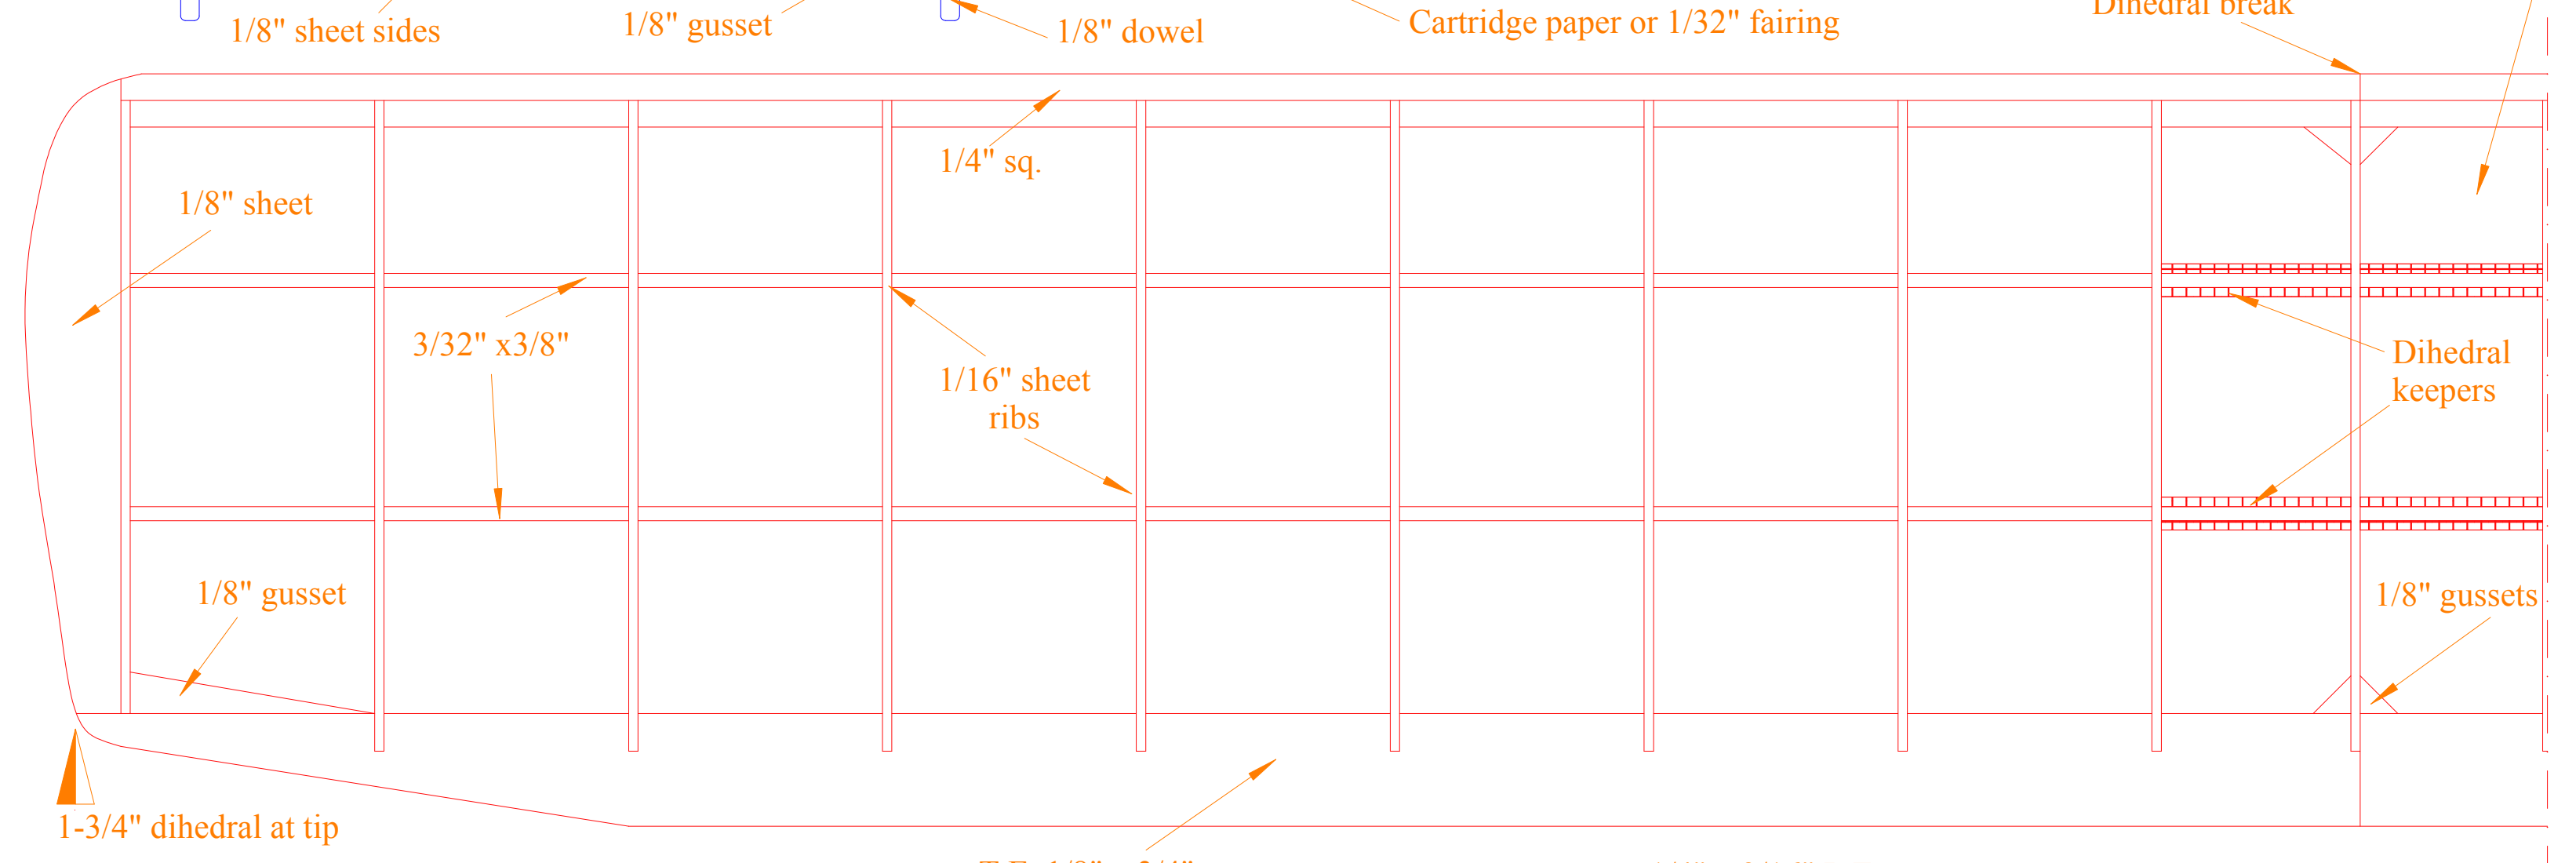 1/8" sheet sides
1/8" gusset
1/8" dowel
Cartridge paper or 1/32" fairing
Dihedral break
1/4" sq.
1/8" sheet
3/32" x3/8"
1/16" sheet
ribs
Dihedral
keepers
1/8" gusset
1/8" gussets
1-3/4" dihedral at tip